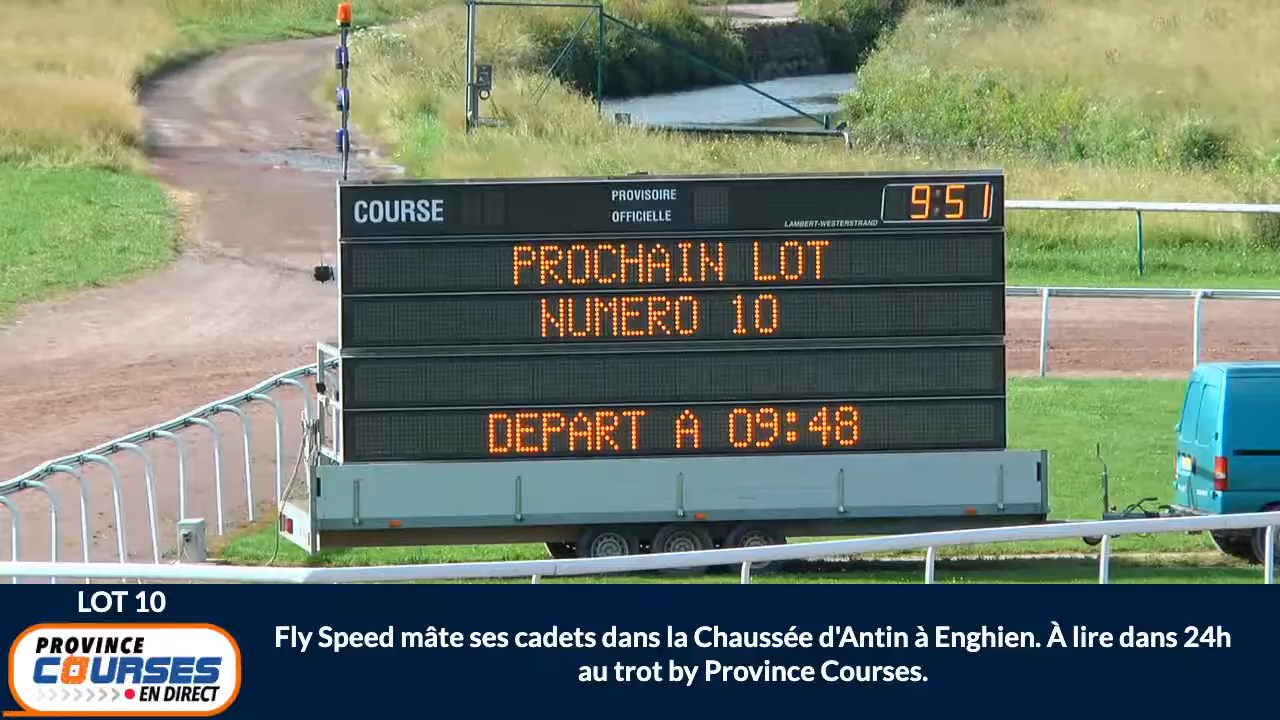 COURSE
PROVISOIRE
OFFICIELLE
9:51
LAMBERT-WESTERSTRAND
PROCHAIN LOT
NUMERO 10
DEPART A 09:48
LOT 10
PROVINCE
COURSES
EN DIRECT
Fly Speed mâte ses cadets dans la Chaussée d'Antin à Enghien. À lire dans 24h
au trot by Province Courses.